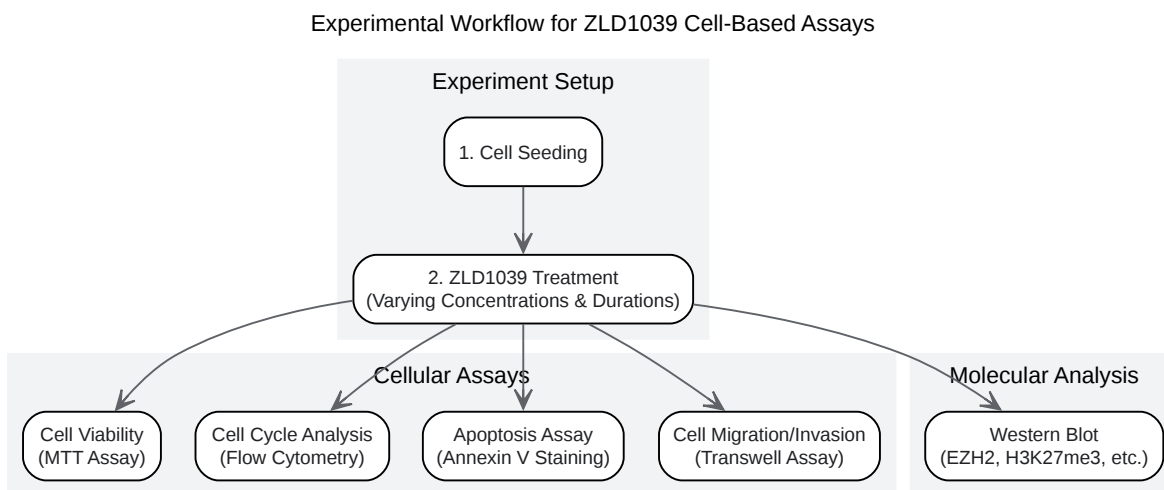 Experimental Workflow for ZLD1039 Cell-Based Assays
Experiment Setup
1. Cell Seeding
2. ZLD1039 Treatment
(Varying Concentrations & Durations)
Cellular Assays
Molecular Analysis
Cell Viability
(MTT Assay)
Cell Cycle Analysis
(Flow Cytometry)
Apoptosis Assay
(Annexin V Staining)
Cell Migration/Invasion
(Transwell Assay)
Western Blot
(EZH2, H3K27me3, etc.)